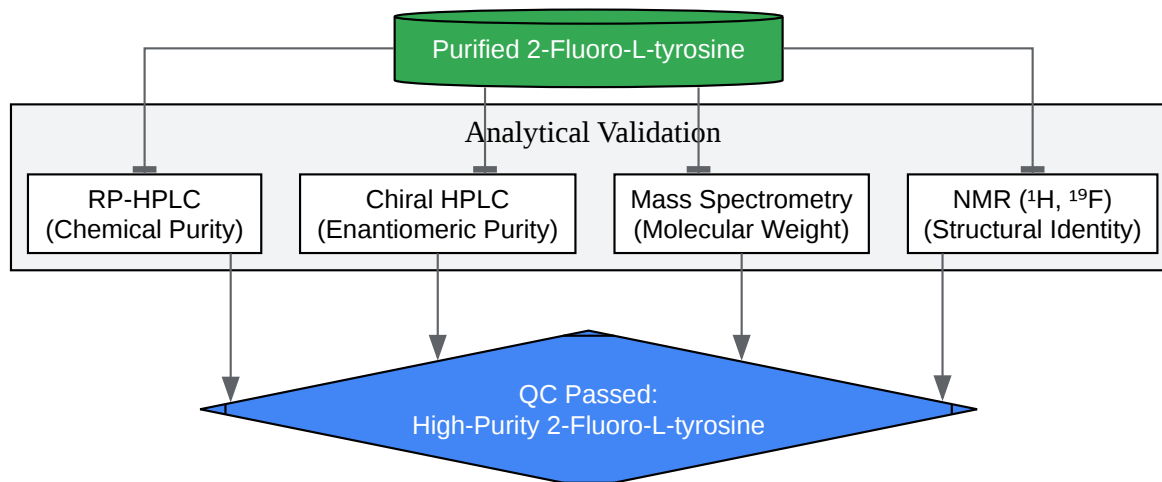 Purified 2-Fluoro-L-tyrosine
Analytical Validation
RP-HPLC
(Chemical Purity)
Chiral HPLC
(Enantiomeric Purity)
Mass Spectrometry
(Molecular Weight)
NMR (¹H, ¹⁹F)
(Structural Identity)
QC Passed:
High-Purity 2-Fluoro-L-tyrosine